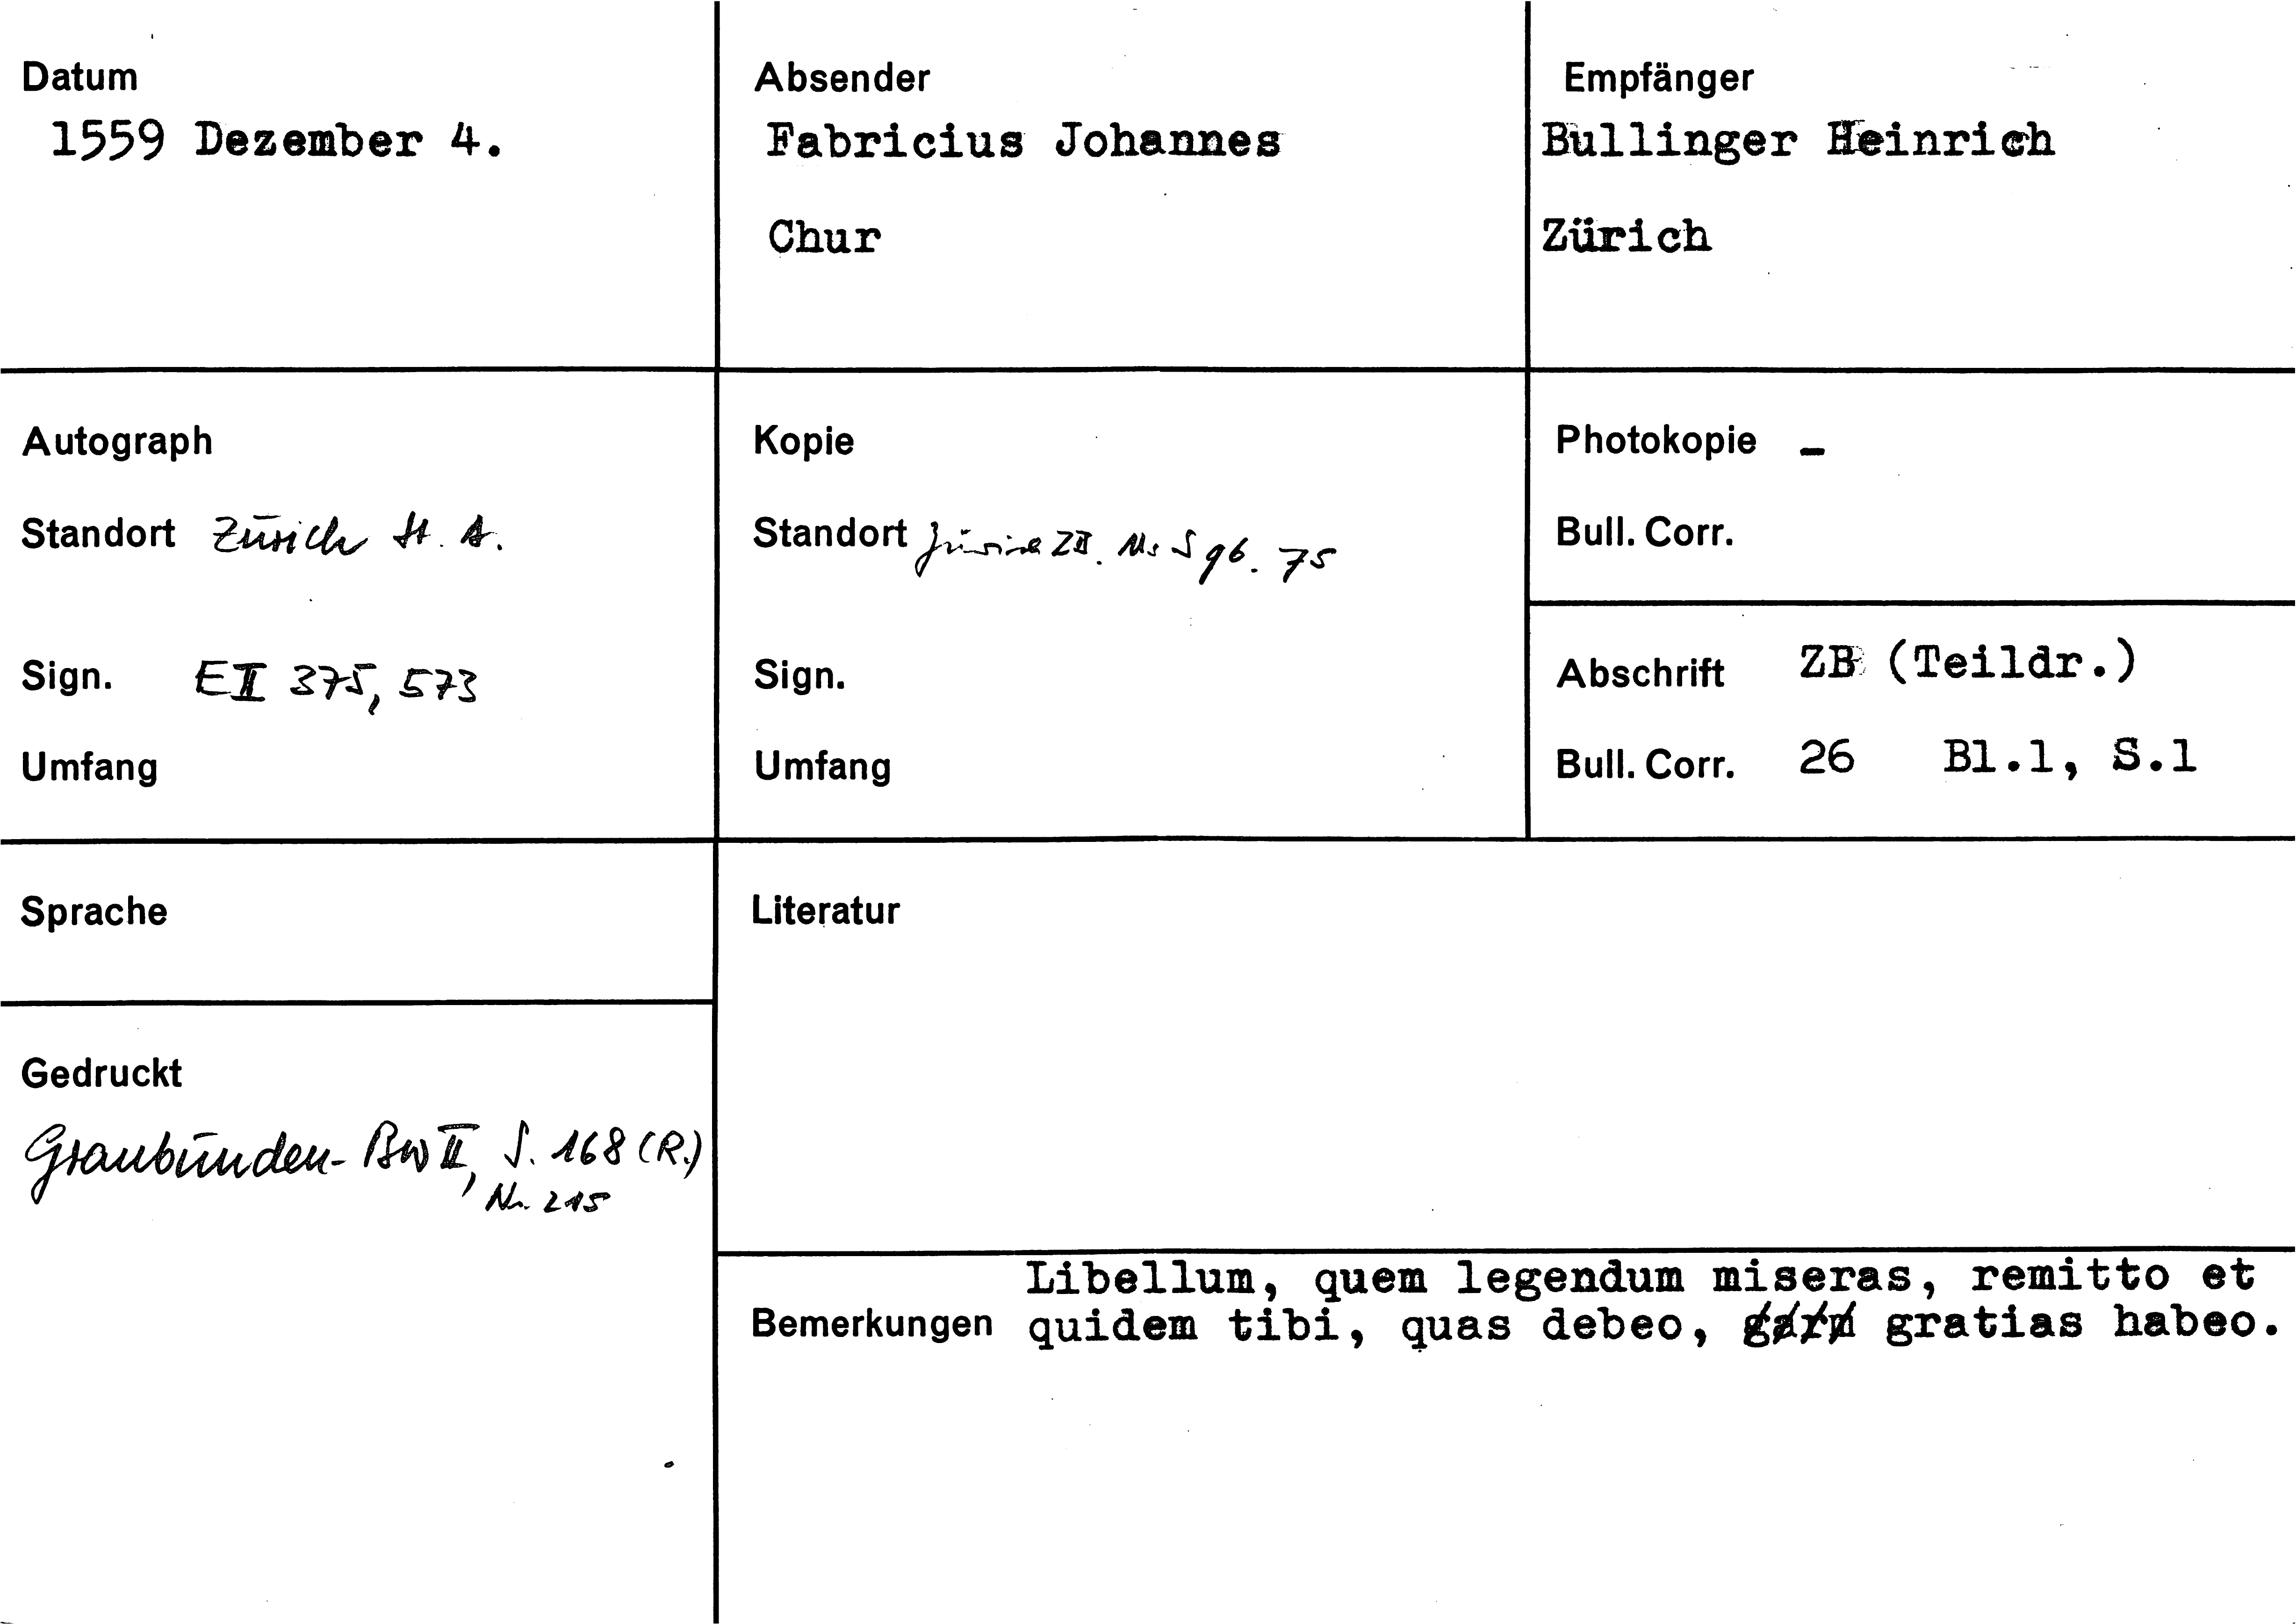 Datum
1559 Dezember 4.
Absender
Fabricius Johannes
Chur
Empfänger
Bullinger Heinrich
Zürich
Autograph
Standort Zürich St. A.
Sign. E II 375, 573
Umfang
Kopie
Standort Zürich ZB. Ms S 96. 75
Sign.
Umfang
Photokopie -
Bull. Corr.
Abschrift ZB (Teildr.)
Bull. Corr. 26 Bl.1, S.1
Sprache
Literatur
Gedruckt
Graubünden-BW II, S. 168 (R.)
Nr. 215
Libellum, quem legendum miseras, remitto et
Bemerkungen quidem tibi, quas debeo, gratias habeo.